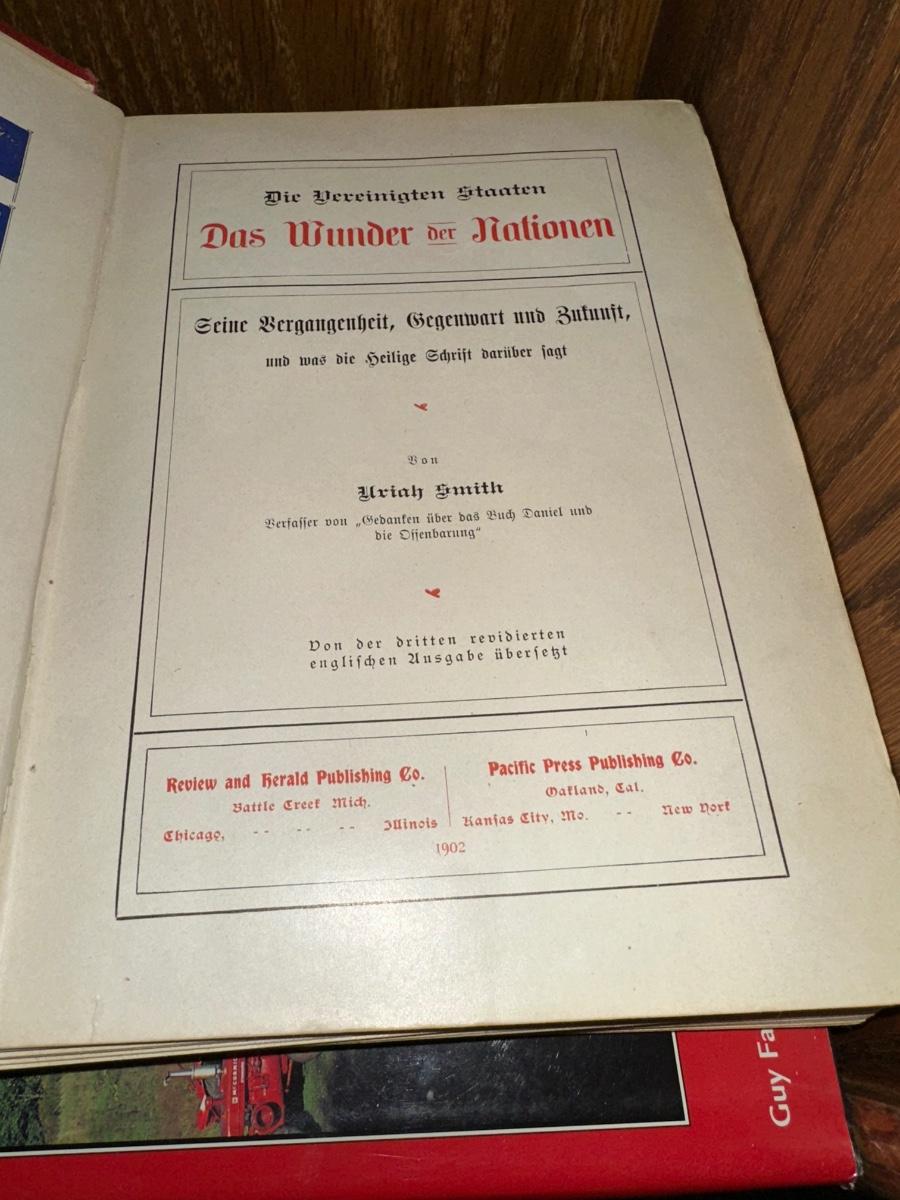 Die Vereinigten Staaten
Das Wunder der Nationen
Seine Vergangenheit, Gegenwart und Zukunft,
und was die Heilige Schrift darüber sagt
Von
Uriah Smith
Verfasser von „Gedanken über das Buch Daniel und
die Offenbarung“
Von der dritten revidierten
englischen Ausgabe übersetzt
Review and Herald Publishing Co.
Battle Creek Mich.
Chicago, -- -- -- Illinois
Pacific Press Publishing Co.
Oakland, Cal.
Kansas City, Mo. -- New York
1902
Guy Fa